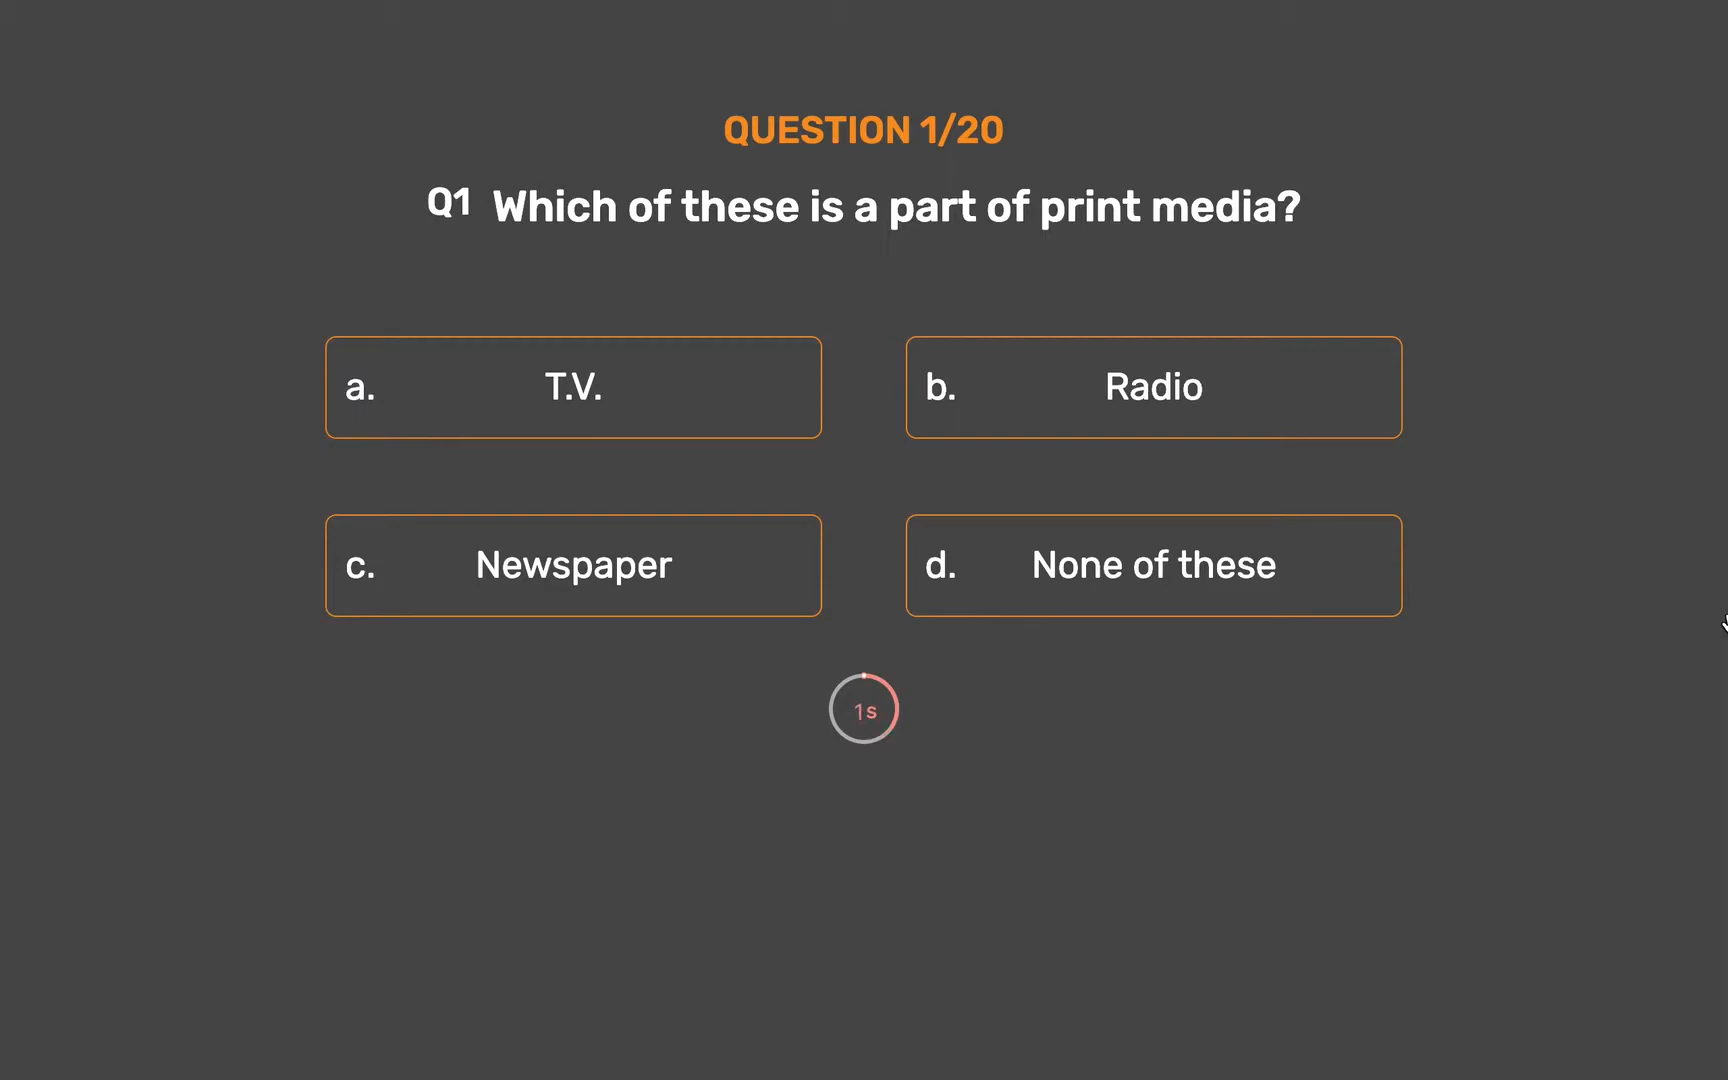 QUESTION 1/20
Q1 Which of these is a part of print media?
a. T.V.
b. Radio
c. Newspaper
d. None of these
1s